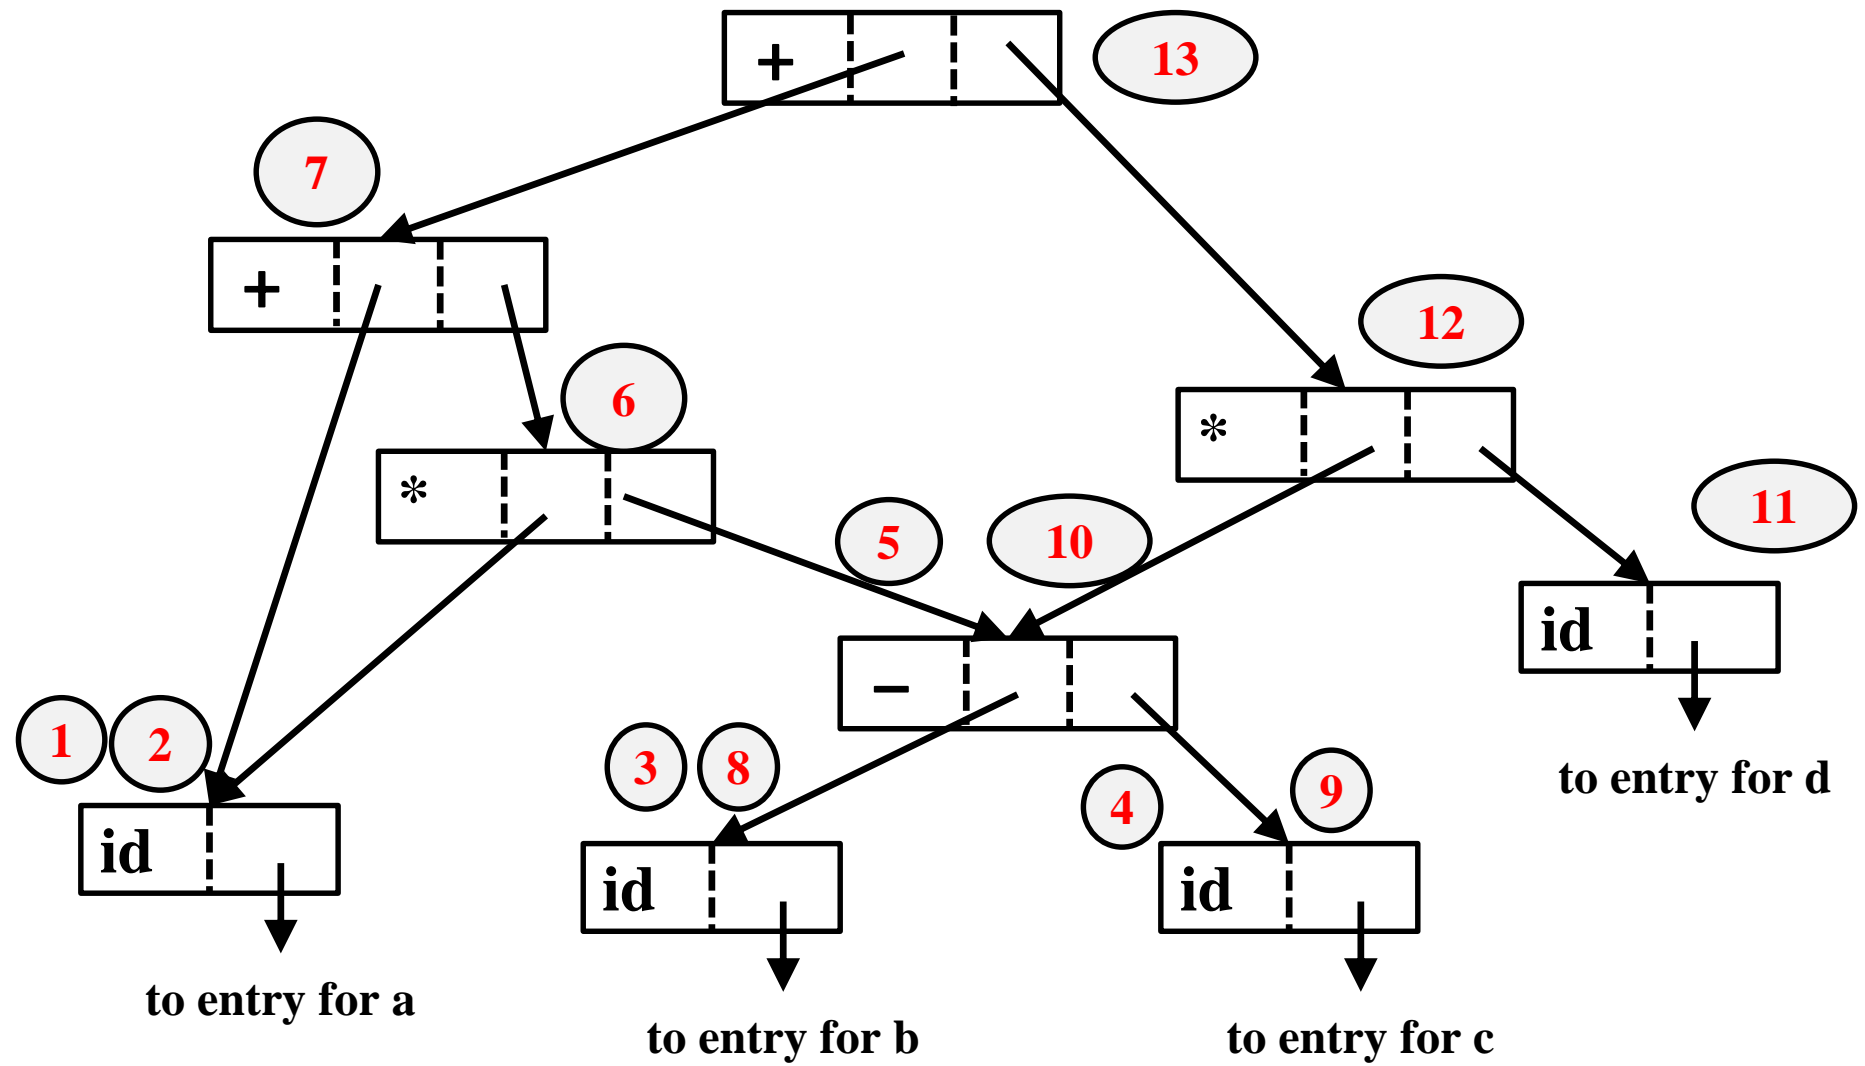 +
13
7
+
12
6
*
*
11
5
10
id
–
1
2
3
8
4
9
to entry for d
id
id
id
to entry for a
to entry for b
to entry for c